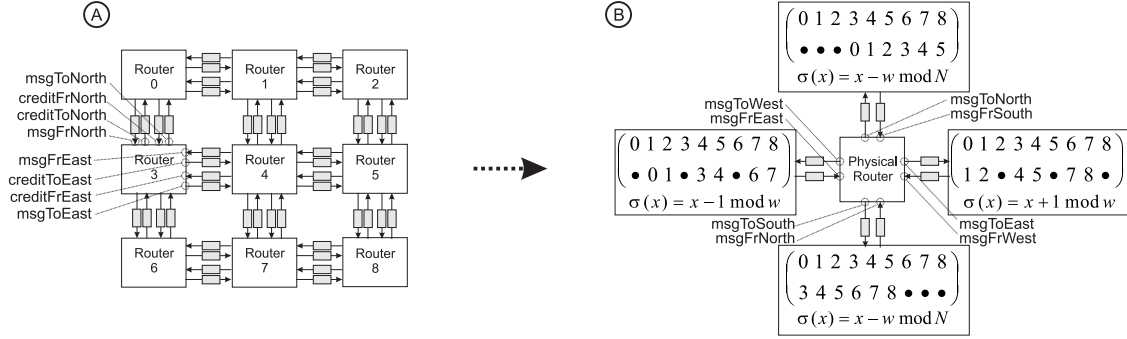 A
Router
0
Router
1
Router
2
msgToNorth
creditFrNorth
creditToNorth
msgFrNorth
msgFrEast
creditToEast
creditFrEast
msgToEast
Router
3
Router
4
Router
5
Router
6
Router
7
Router
8
B
0 1 2 3 4 5 6 7 8
• • • 0 1 2 3 4 5
σ(x) = x − w mod N
msgToWest
msgFrEast
msgToNorth
msgFrSouth
0 1 2 3 4 5 6 7 8
• 0 1 • 3 4 • 6 7
σ(x) = x − 1 mod w
Physical
Router
0 1 2 3 4 5 6 7 8
1 2 • 4 5 • 7 8 •
σ(x) = x + 1 mod w
msgToSouth
msgFrNorth
msgToEast
msgFrWest
0 1 2 3 4 5 6 7 8
3 4 5 6 7 8 • • •
σ(x) = x − w mod N